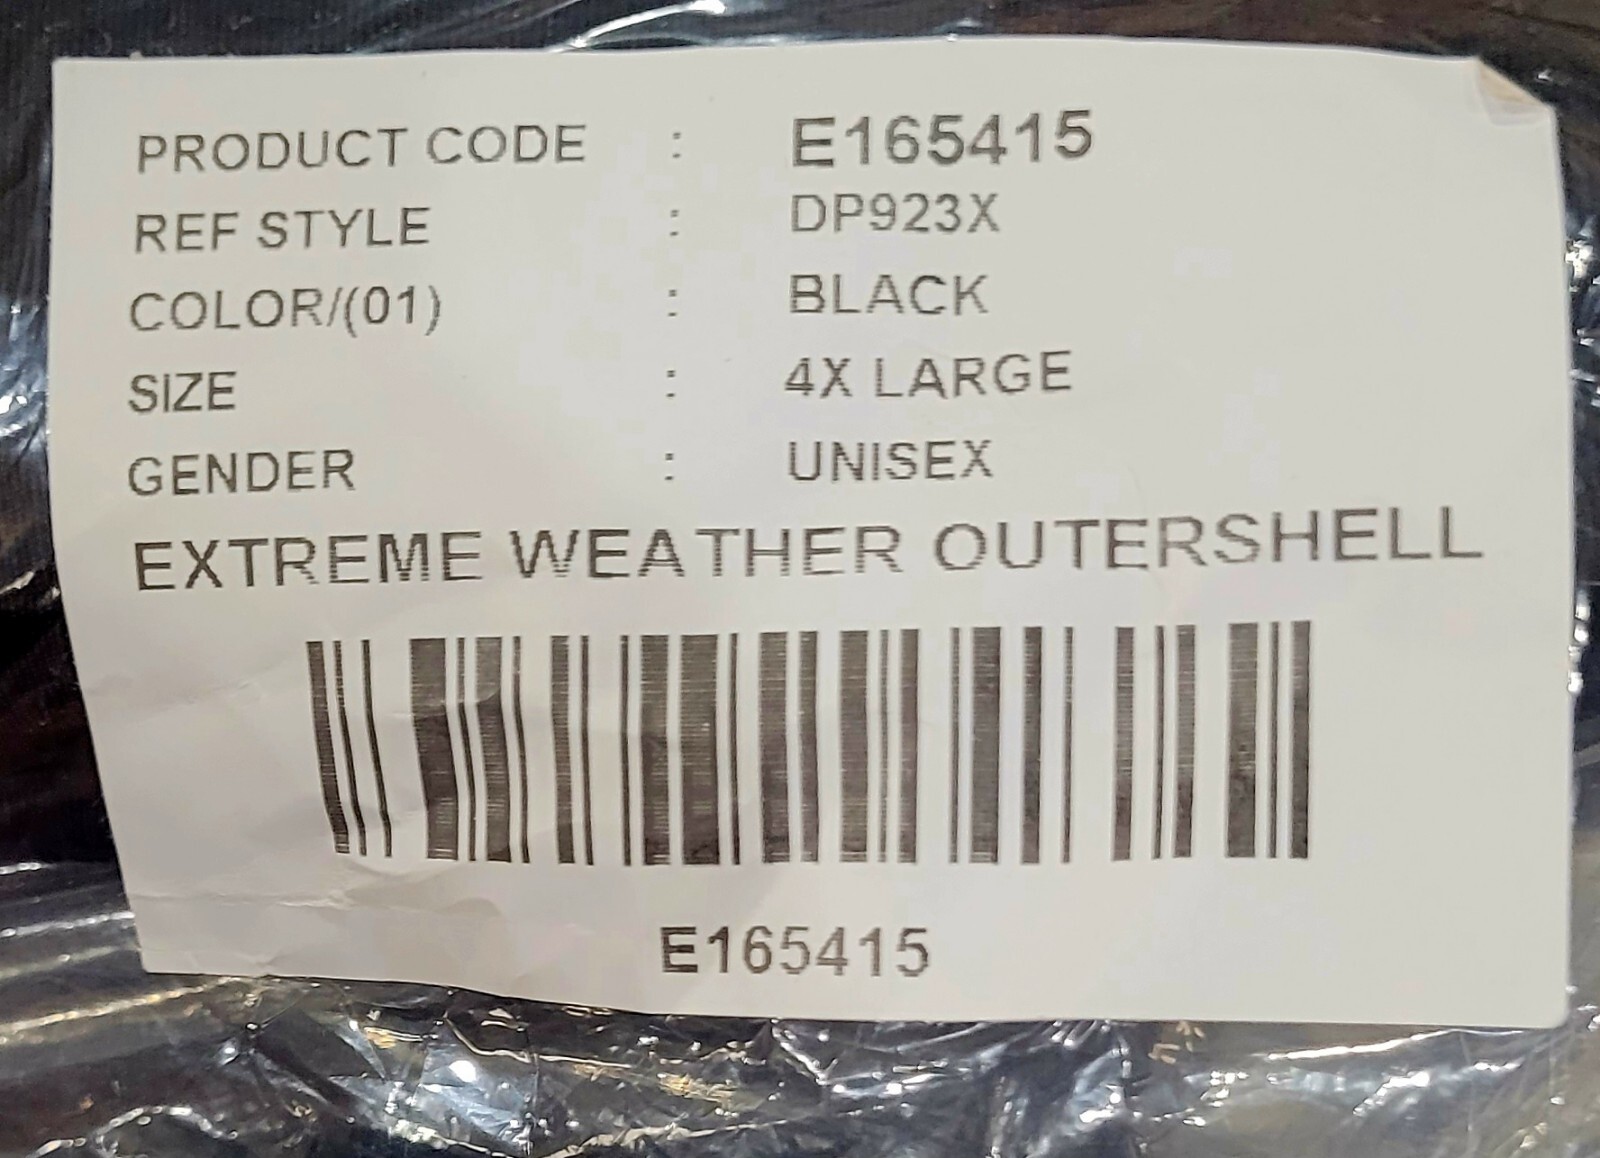 PRODUCT CODE : E165415
REF STYLE : DP923X
COLOR/(01) : BLACK
SIZE : 4X LARGE
GENDER : UNISEX
EXTREME WEATHER OUTERSHELL
E165415